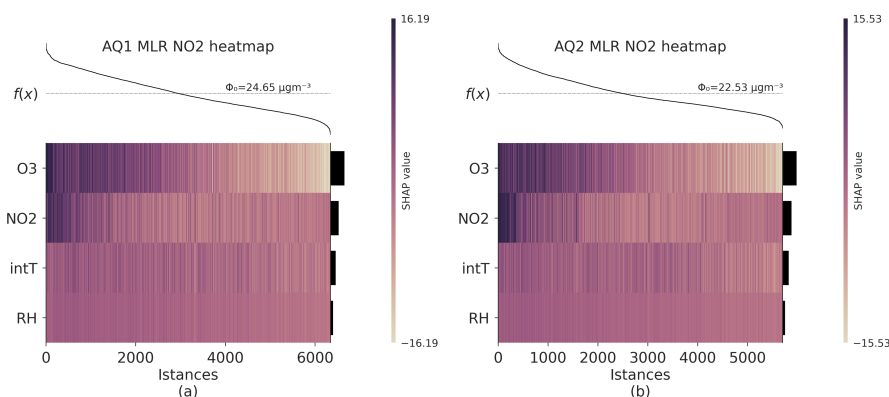 16.19
AQ1 MLR NO2 heatmap
Φ₀=24.65 μgm⁻³
f(x)
O3
NO2
intT
RH
SHAP value
−16.19
0 2000 4000 6000
Istances
(a)
15.53
AQ2 MLR NO2 heatmap
Φ₀=22.53 μgm⁻³
f(x)
O3
NO2
intT
RH
SHAP value
−15.53
0 1000 2000 3000 4000 5000
Istances
(b)